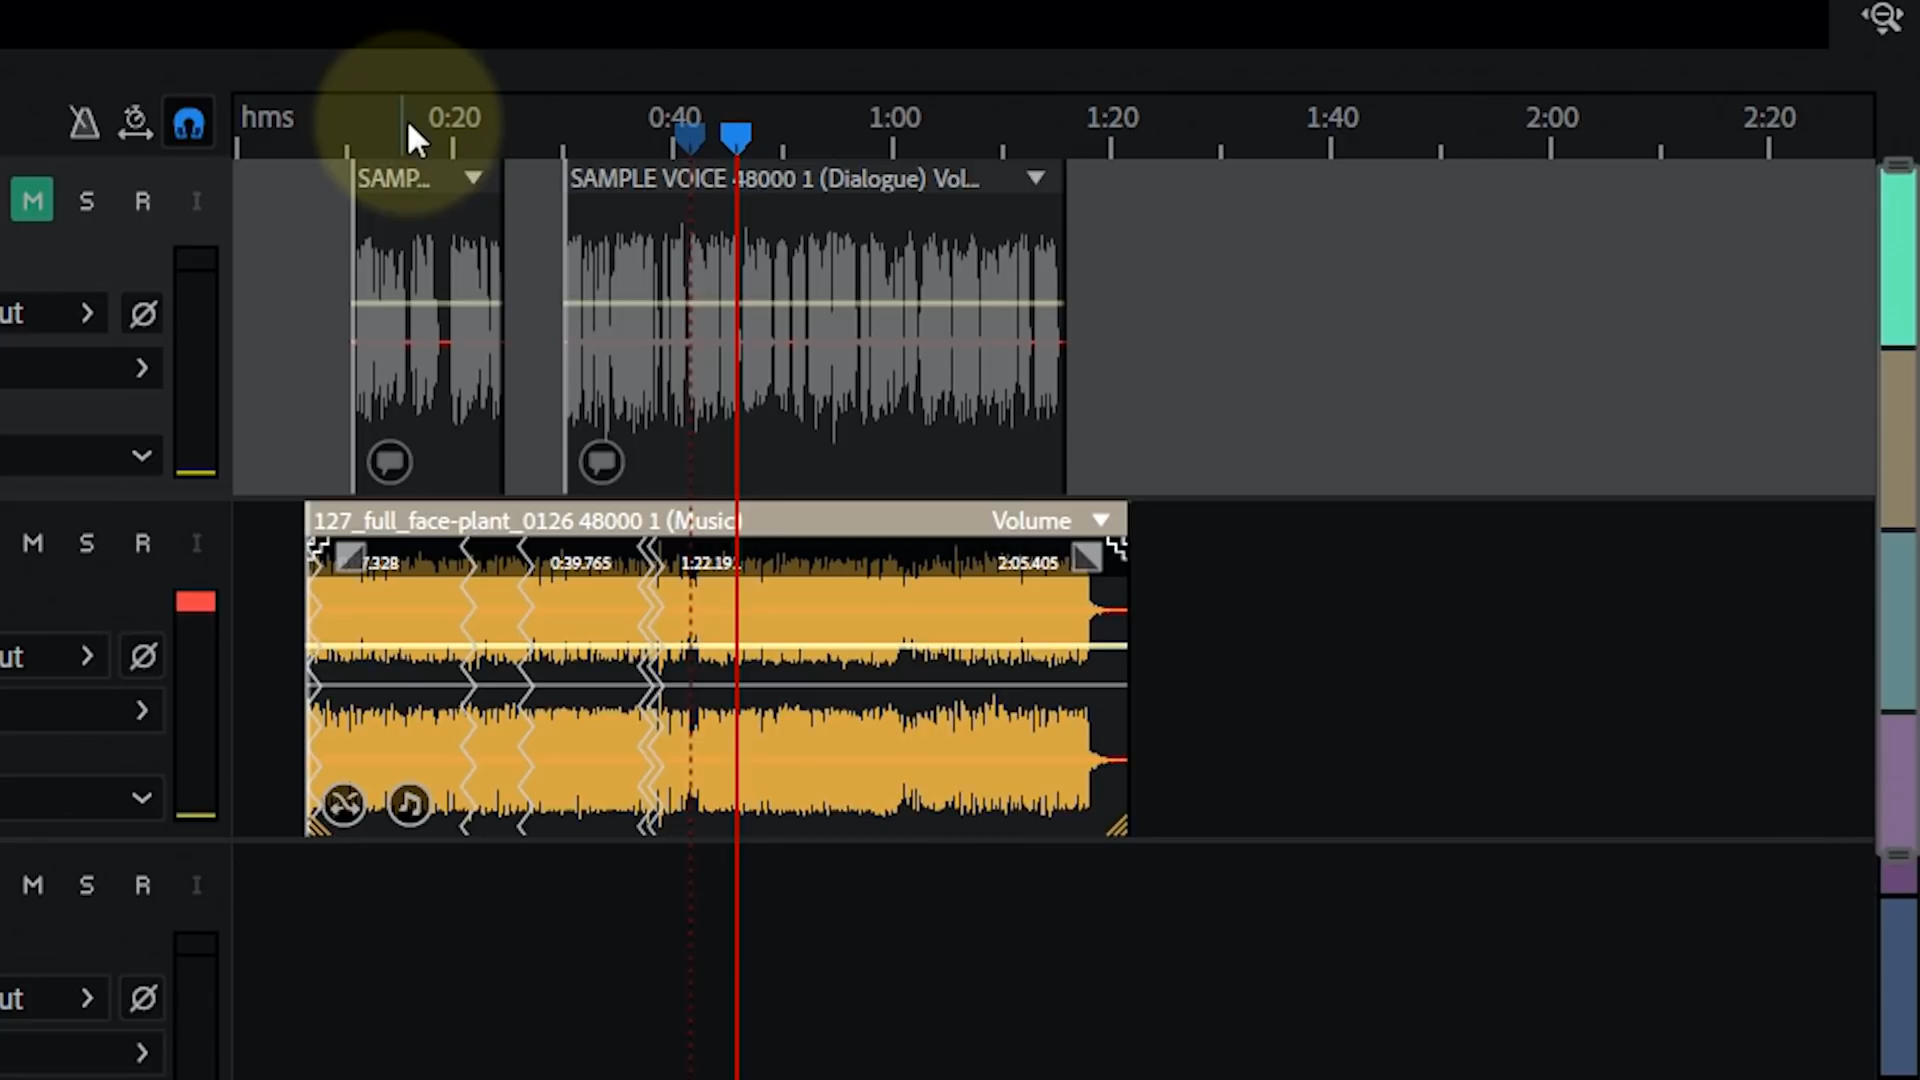 hms 0:20 0:40 1:00 1:20 1:40 2:00 2:20
M S R I SAMP... SAMPLE VOICE 48000 1 (Dialogue) Vol...
ut
M S R I 127_full_face-plant_0126 48000 1 (Music) Volume
7.328 0:39.765 1:22.19 2:05.405
ut
M S R I
ut